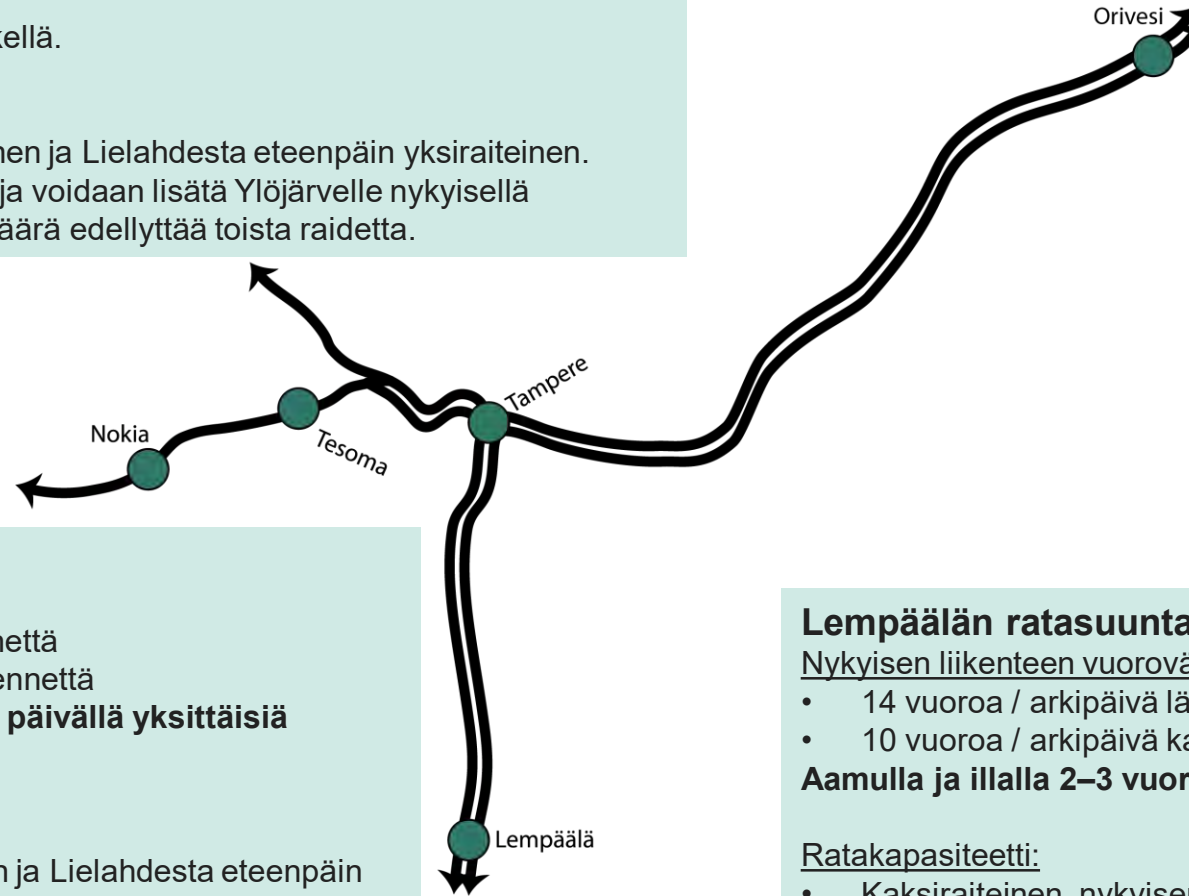 kellä.
nen ja Lielahdesta eteenpäin yksiraiteinen.
ja voidaan lisätä Ylöjärvelle nykyisellä
äärä edellyttää toista raidetta.
Orivesi
Tampere
Nokia
Tesoma
Lempäälä
nettä
ennettä
päivällä yksittäisiä
n ja Lielahdesta eteenpäin
Lempäälän ratasuunta
Nykyisen liikenteen vuorovä
• 14 vuoroa / arkipäivä lä
• 10 vuoroa / arkipäivä ka
Aamulla ja illalla 2–3 vuor
Ratakapasiteetti:
• Kaksiraiteinen, nykyisen